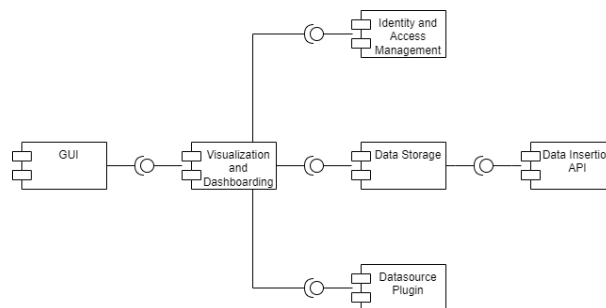 Identity and
Access
Management
GUI
Visualization
and
Dashboarding
Data Storage
Data Insertio
API
Datasource
Plugin